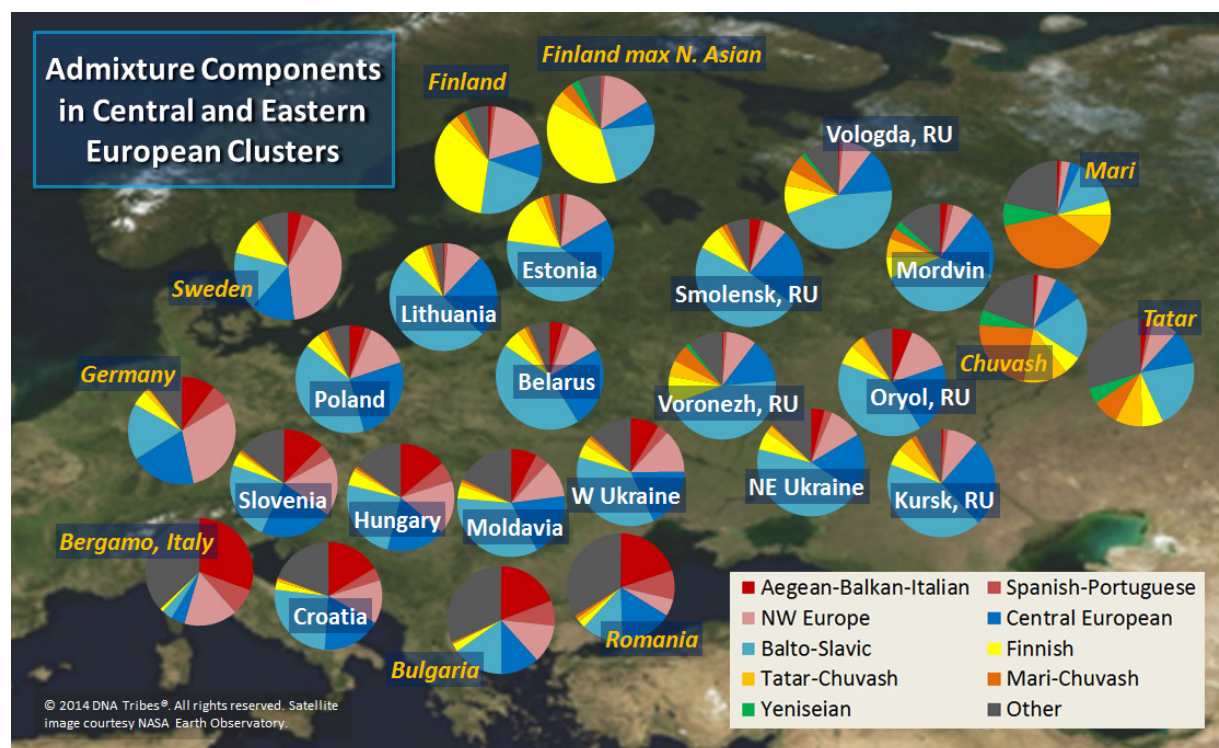 Admixture Components
in Central and Eastern
European Clusters
Finland
Finland max N. Asian
Vologda, RU
Mari
Sweden
Lithuania
Estonia
Smolensk, RU
Mordvin
Chuvash
Tatar
Germany
Poland
Belarus
Voronezh, RU
Oryol, RU
Slovenia
Hungary
Moldavia
W Ukraine
NE Ukraine
Kursk, RU
Bergamo, Italy
Croatia
Bulgaria
Romania
Aegean-Balkan-Italian
Spanish-Portuguese
NW Europe
Central European
Balto-Slavic
Finnish
Tatar-Chuvash
Mari-Chuvash
Yeniseian
Other
© 2014 DNA Tribes®. All rights reserved. Satellite
image courtesy NASA Earth Observatory.